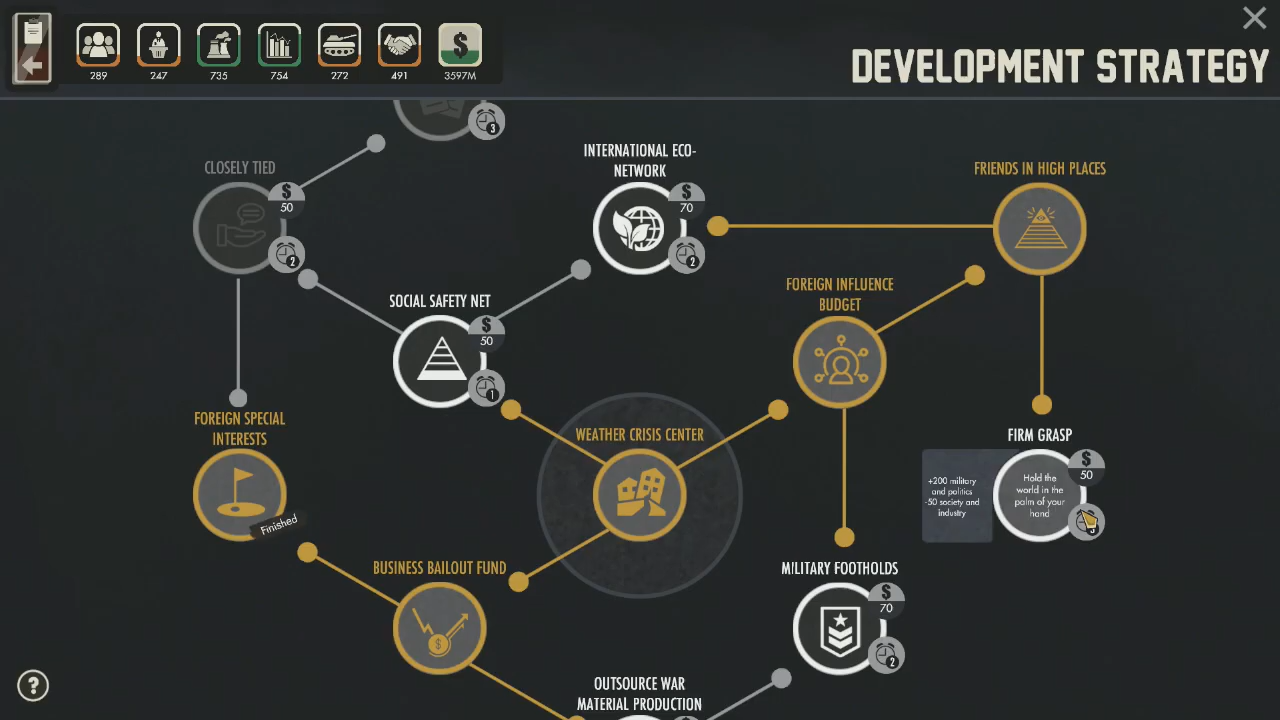 289
247
735
754
272
491
3597M
DEVELOPMENT STRATEGY
3
CLOSELY TIED
$
50
2
INTERNATIONAL ECO-
NETWORK
$
70
2
FRIENDS IN HIGH PLACES
SOCIAL SAFETY NET
$
50
1
FOREIGN INFLUENCE
BUDGET
FOREIGN SPECIAL
INTERESTS
Finished
WEATHER CRISIS CENTER
FIRM GRASP
$
50
+200 military
and politics
-50 society and
industry
Hold the
world in the
palm of your
hand
BUSINESS BAILOUT FUND
MILITARY FOOTHOLDS
$
70
2
OUTSOURCE WAR
MATERIAL PRODUCTION
?